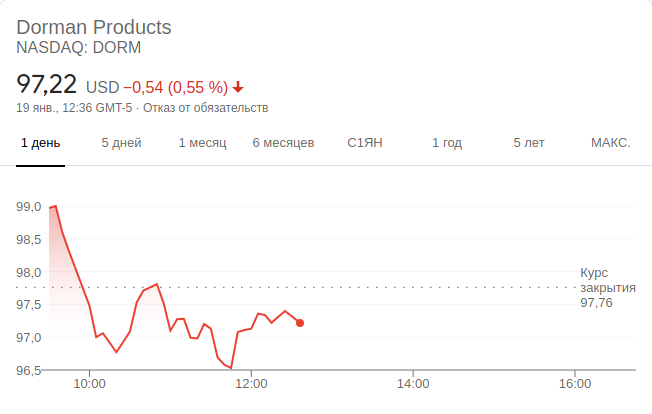 Dorman Products
NASDAQ: DORM
97,22 USD −0,54 (0,55 %)
19 янв., 12:36 GMT-5 · Отказ от обязательств
1 день 5 дней 1 месяц 6 месяцев С1ЯН 1 год 5 лет МАКС.
99,0
98,5
98,0
97,5
97,0
96,5
Курс
закрытия
97,76
10:00 12:00 14:00 16:00